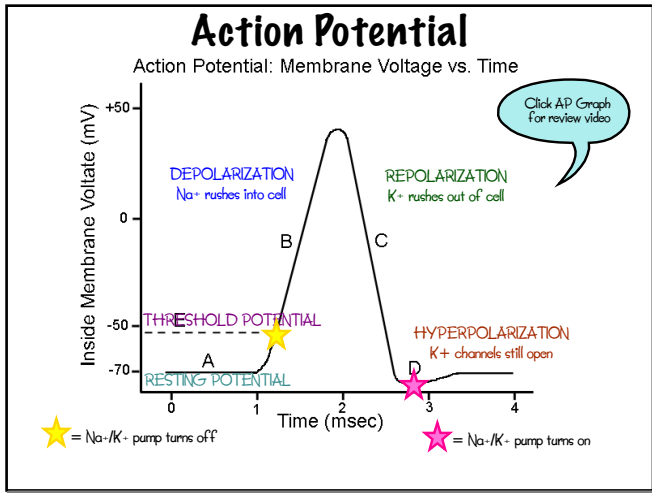 Action Potential
Action Potential: Membrane Voltage vs. Time
Click AP Graph
for review video
+50
DEPOLARIZATION
Na+ rushes into cell
REPOLARIZATION
K+ rushes out of cell
Inside Membrane Voltate (mV)
0
B
C
-50
THRESHOLD POTENTIAL
E
HYPERPOLARIZATION
K+ channels still open
A
D
-70
RESTING POTENTIAL
0
1
2
3
4
Time (msec)
= Na+/K+ pump turns off
= Na+/K+ pump turns on